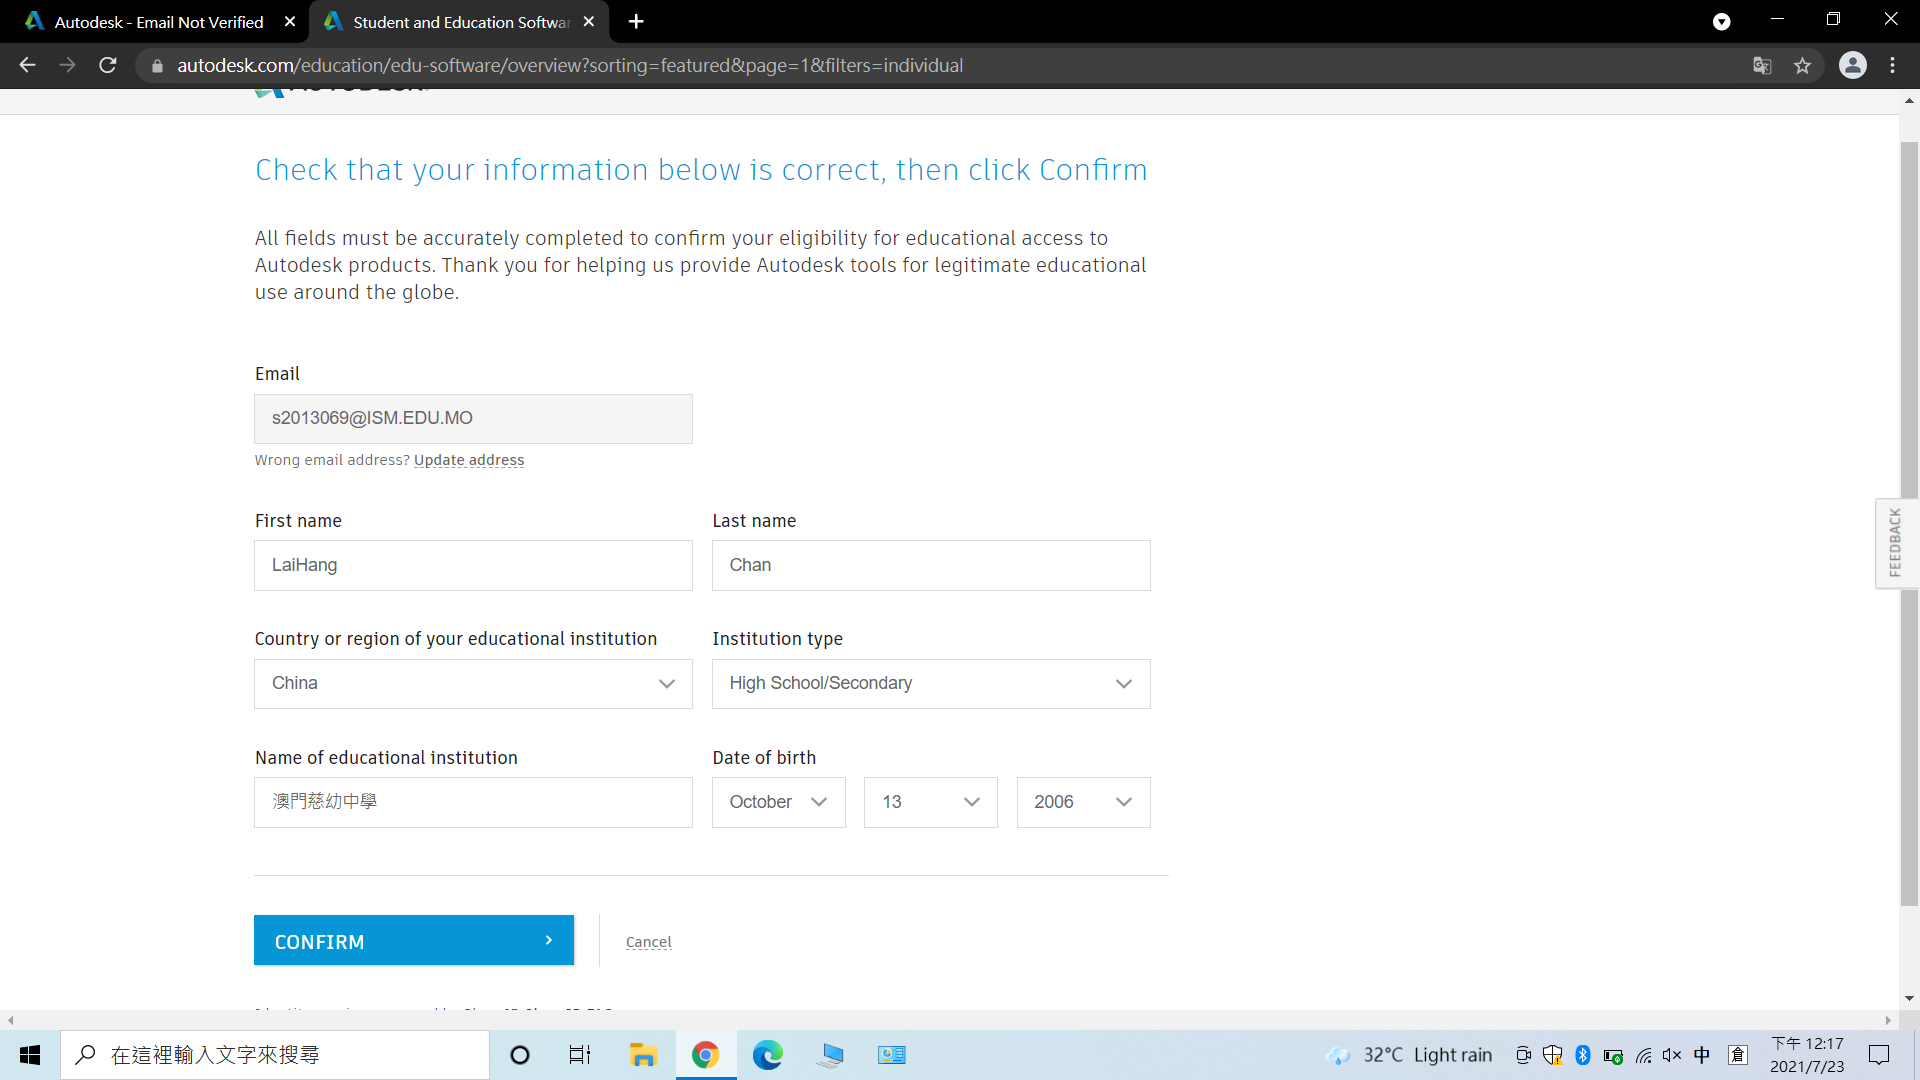 Autodesk - Email Not Verified
Student and Education Softwar
autodesk.com/education/edu-software/overview?sorting=featured&page=1&filters=individual
Check that your information below is correct, then click Confirm
All fields must be accurately completed to confirm your eligibility for educational access to
Autodesk products. Thank you for helping us provide Autodesk tools for legitimate educational
use around the globe.
Email
s2013069@ISM.EDU.MO
Wrong email address? Update address
First name
Last name
LaiHang
Chan
Country or region of your educational institution
Institution type
China
High School/Secondary
Name of educational institution
Date of birth
澳門慈幼中學
October
13
2006
CONFIRM
Cancel
FEEDBACK
在這裡輸入文字來搜尋
32°C Light rain
中
倉
下午 12:17
2021/7/23